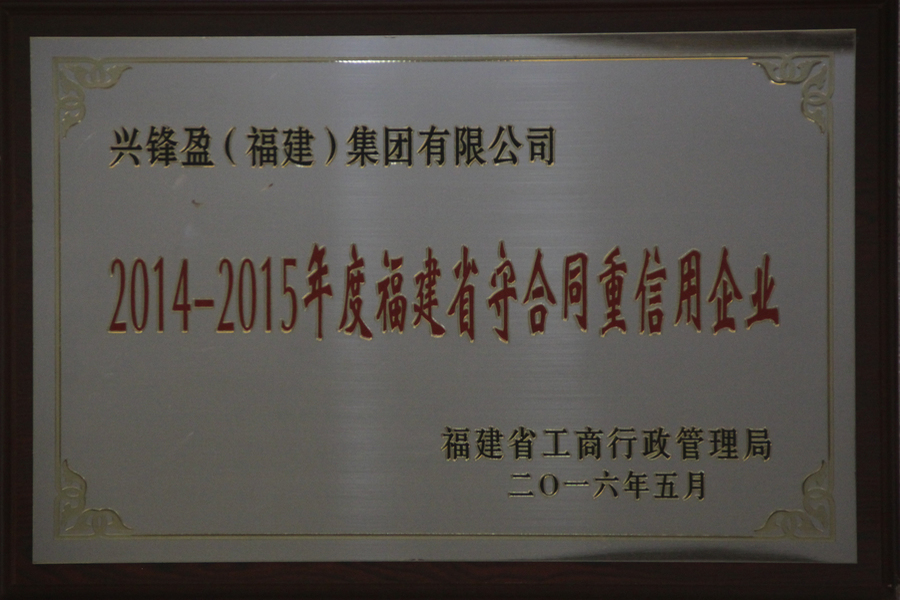 兴锋盈（福建）集团有限公司
2014-2015年度福建省守合同重信用企业
福建省工商行政管理局
二〇一六年五月